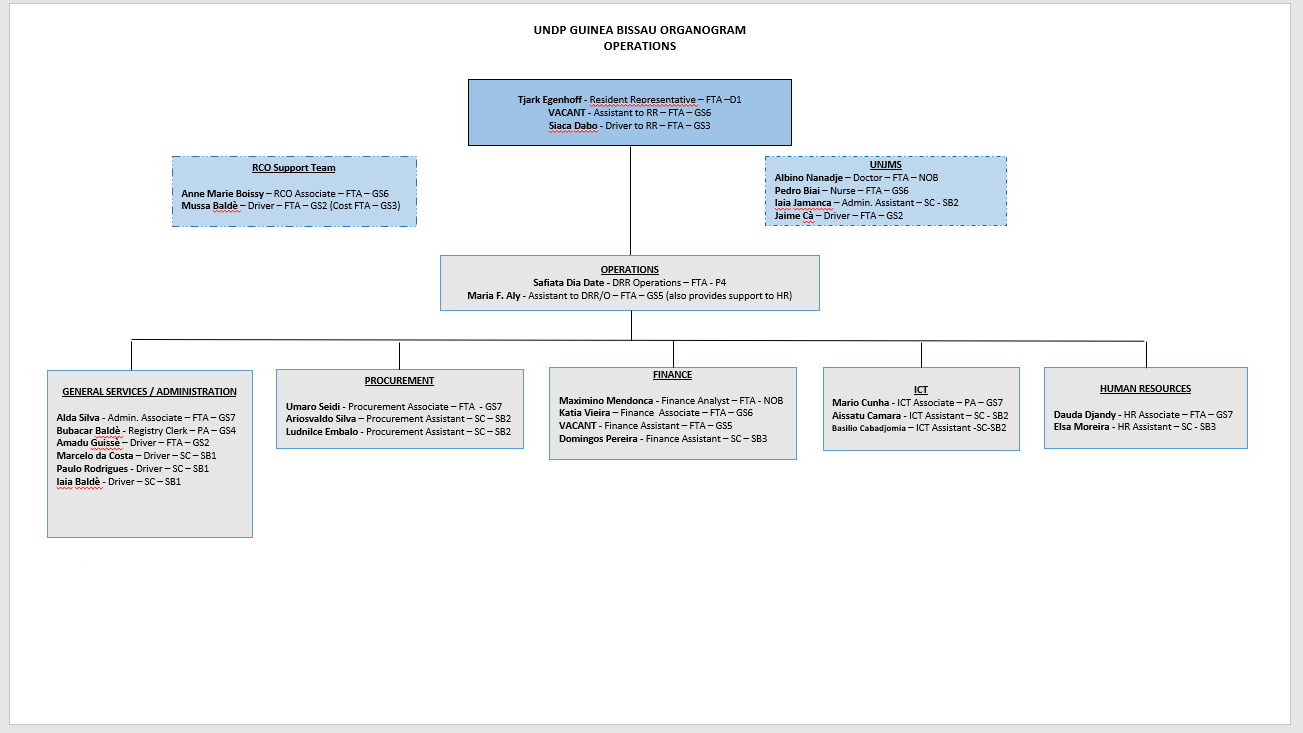 UNDP GUINEA BISSAU ORGANOGRAM
OPERATIONS
Tjark Egenhoff - Resident Representative – FTA –D1
VACANT - Assistant to RR – FTA – GS6
Siaca Dabo - Driver to RR – FTA – GS3
RCO Support Team
Anne Marie Boissy – RCO Associate – FTA – GS6
Mussa Baldè – Driver – FTA – GS2 (Cost FTA – GS3)
UNJMS
Albino Nanadje – Doctor – FTA – NOB
Pedro Biai – Nurse – FTA – GS6
Iaia Jamanca – Admin. Assistant – SC - SB2
Jaime Cà – Driver – FTA – GS2
OPERATIONS
Safiata Dia Date - DRR Operations – FTA - P4
Maria F. Aly - Assistant to DRR/O – FTA – GS5 (also provides support to HR)
GENERAL SERVICES / ADMINISTRATION
Alda Silva - Admin. Associate – FTA – GS7
Bubacar Baldè - Registry Clerk – PA – GS4
Amadu Guissè – Driver – FTA – GS2
Marcelo da Costa – Driver – SC – SB1
Paulo Rodrigues - Driver – SC – SB1
Iaia Baldè - Driver – SC – SB1
PROCUREMENT
Umaro Seidi - Procurement Associate – FTA - GS7
Ariosvaldo Silva – Procurement Assistant – SC – SB2
Ludnilce Embalo - Procurement Assistant – SC – SB2
FINANCE
Maximino Mendonca - Finance Analyst – FTA - NOB
Katia Vieira – Finance Associate – FTA – GS6
VACANT - Finance Assistant – FTA – GS5
Domingos Pereira - Finance Assistant – SC – SB3
ICT
Mario Cunha - ICT Associate – PA – GS7
Aissatu Camara - ICT Assistant – SC - SB2
Basilio Cabadjomia – ICT Assistant -SC-SB2
HUMAN RESOURCES
Dauda Djandy - HR Associate – FTA – GS7
Elsa Moreira - HR Assistant – SC - SB3